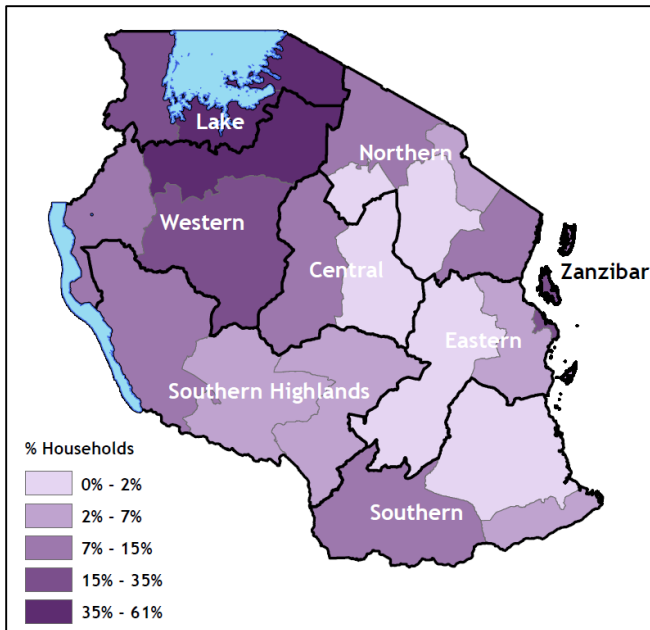 Lake
Northern
Western
Central
Zanzibar
Eastern
Southern Highlands
Southern
% Households
0% - 2%
2% - 7%
7% - 15%
15% - 35%
35% - 61%